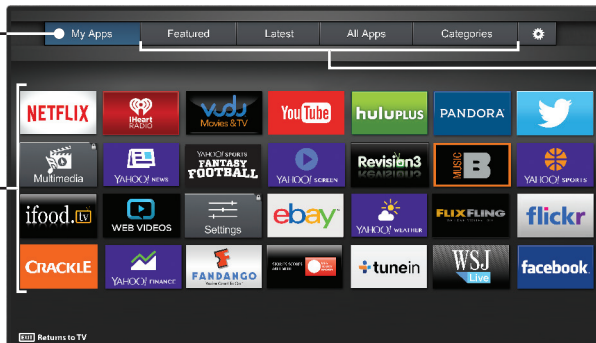 My Apps Featured Latest All Apps Categories
NETFLIX
iHeart
RADIO
vudu
Movies & TV
YouTube
huluPLUS
PANDORA
Multimedia
YAHOO! NEWS
YAHOO! SPORTS
FANTASY
FOOTBALL
YAHOO! SCREEN
Revision3
MUSIC B
YAHOO! SPORTS
ifood.tv
WEB VIDEOS
Settings
ebay
YAHOO! WEATHER
FLIXFLING
flickr
CRACKLE
YAHOO! FINANCE
FANDANGO
tunein
WSJ
Live
facebook
EXIT Returns to TV